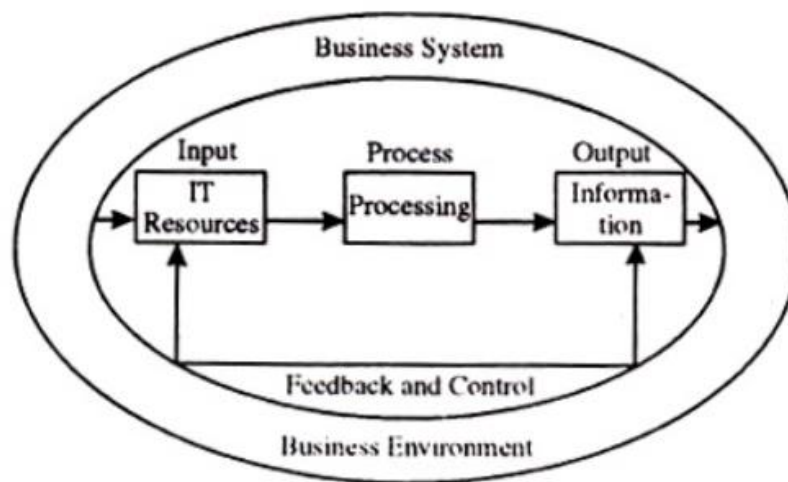 Business System
Input
Process
Output
IT
Resources
Processing
Informa-
tion
Feedback and Control
Business Environment